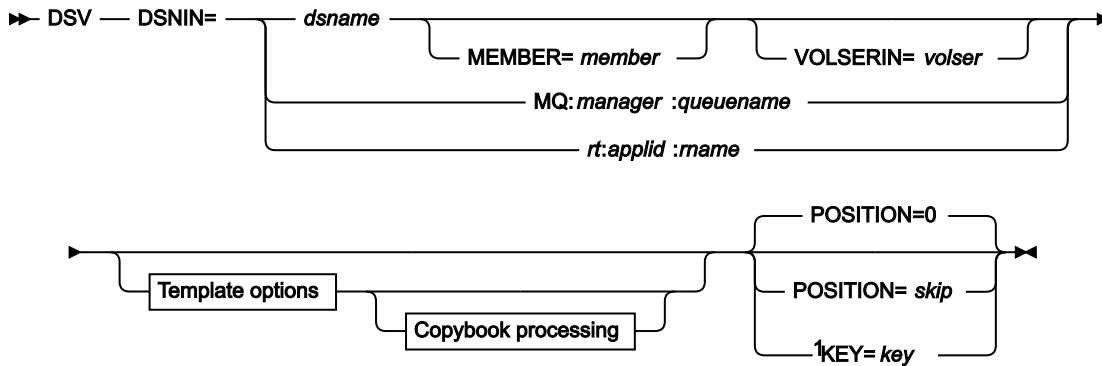 DSV DSNIN= dsname
MEMBER= member VOLSERIN= volser
MQ:manager :queuename
rt:applid :rname
POSITION=0
Template options POSITION= skip
Copybook processing
1KEY= key